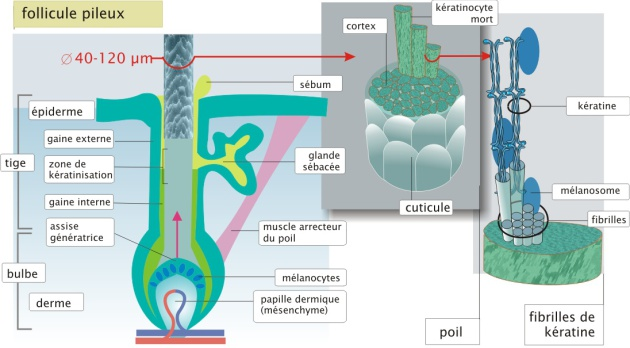 follicule pileux
Ø 40-120 µm
cortex
kératinocyte
mort
sébum
épiderme
kératine
gaine externe
tige
zone de
kératinisation
glande
sébacée
mélanosome
gaine interne
cuticule
fibrilles
assise
génératrice
muscle arrecteur
du poil
bulbe
mélanocytes
derme
papille dermique
(mésenchyme)
poil
fibrilles de
kératine